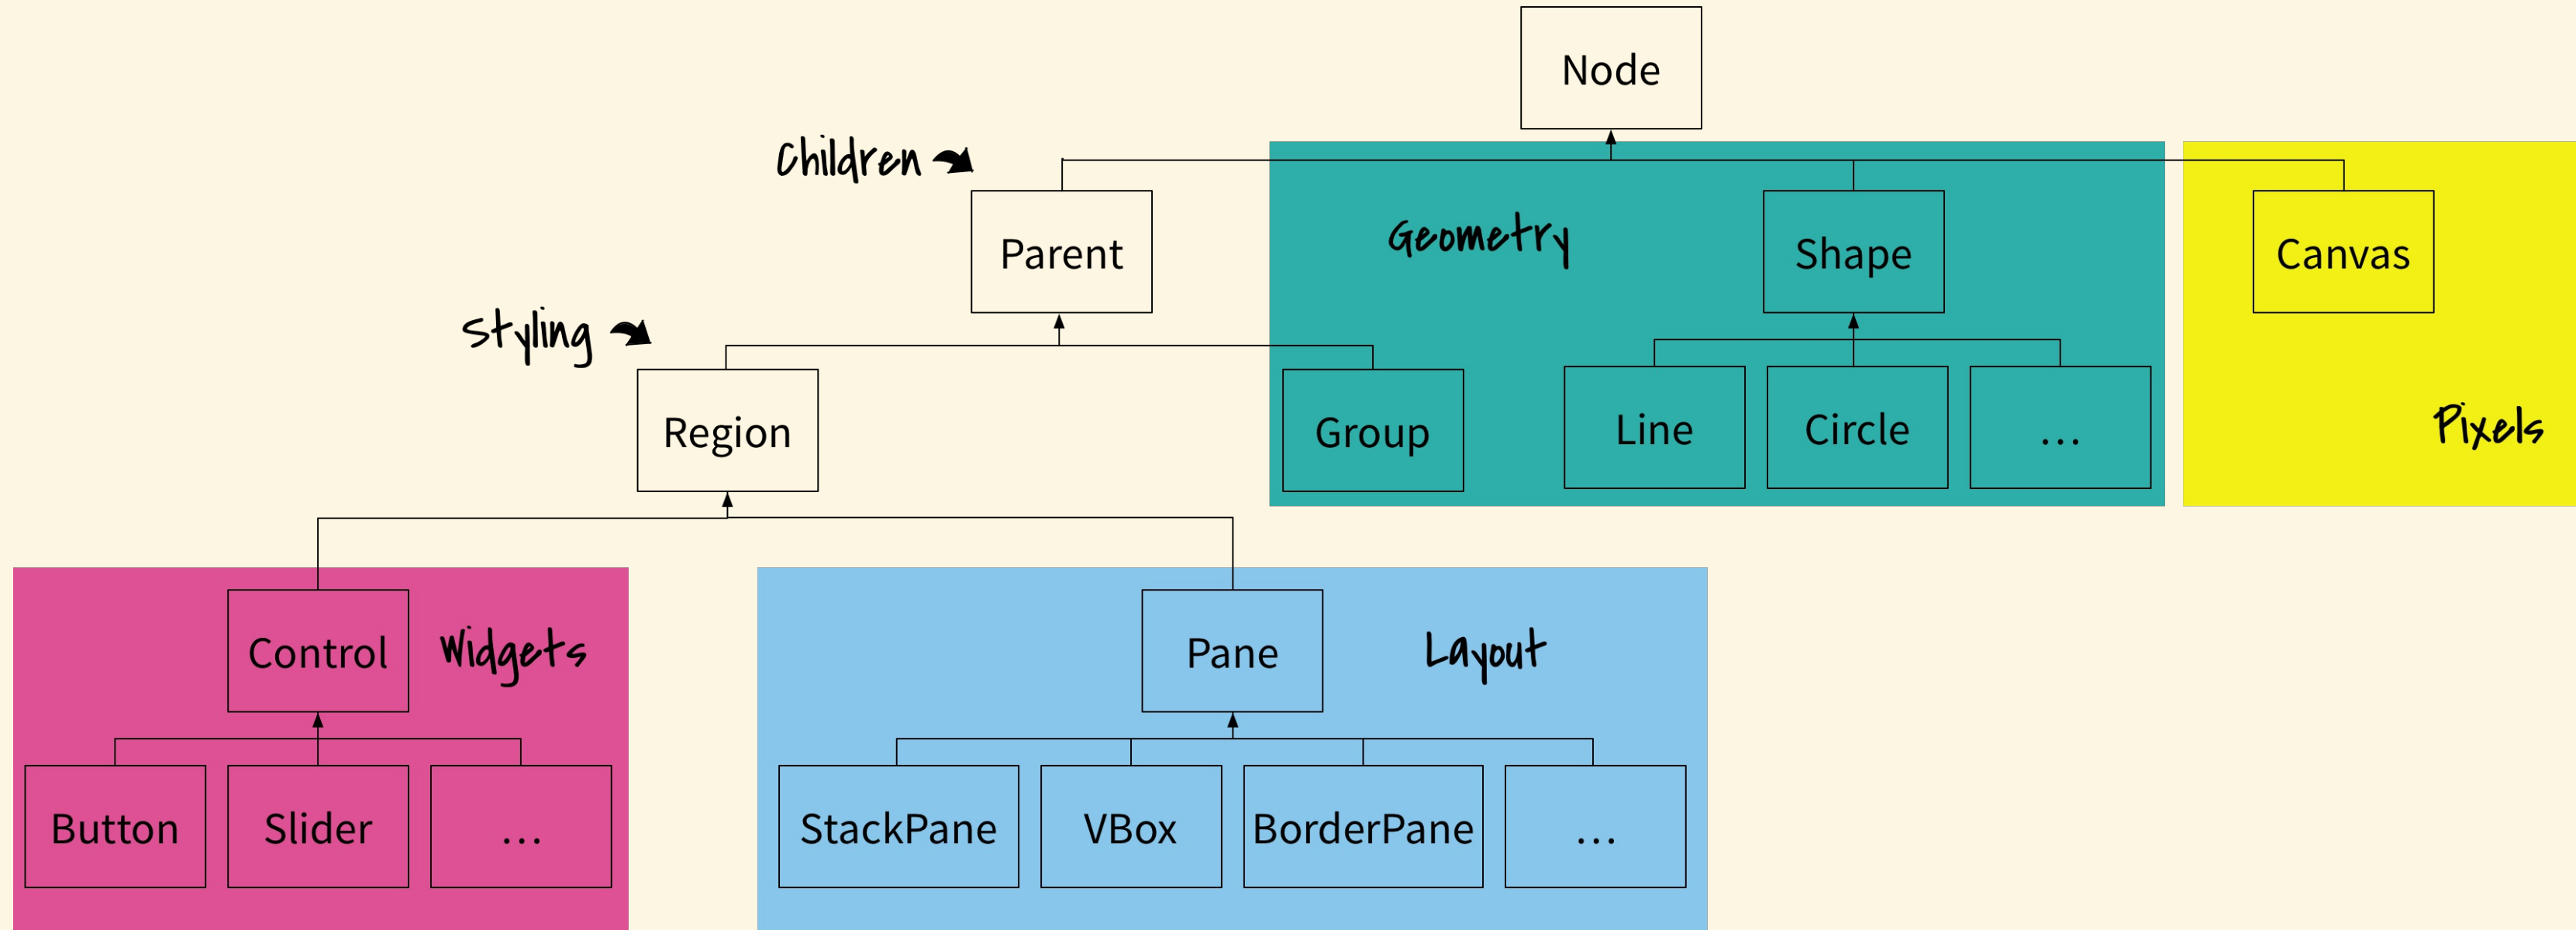 Node
Children
Parent
Geometry
Shape
Canvas
Styling
Region
Group
Line
Circle
...
Pixels
Control
Widgets
Pane
Layout
Button
Slider
...
StackPane
VBox
BorderPane
...